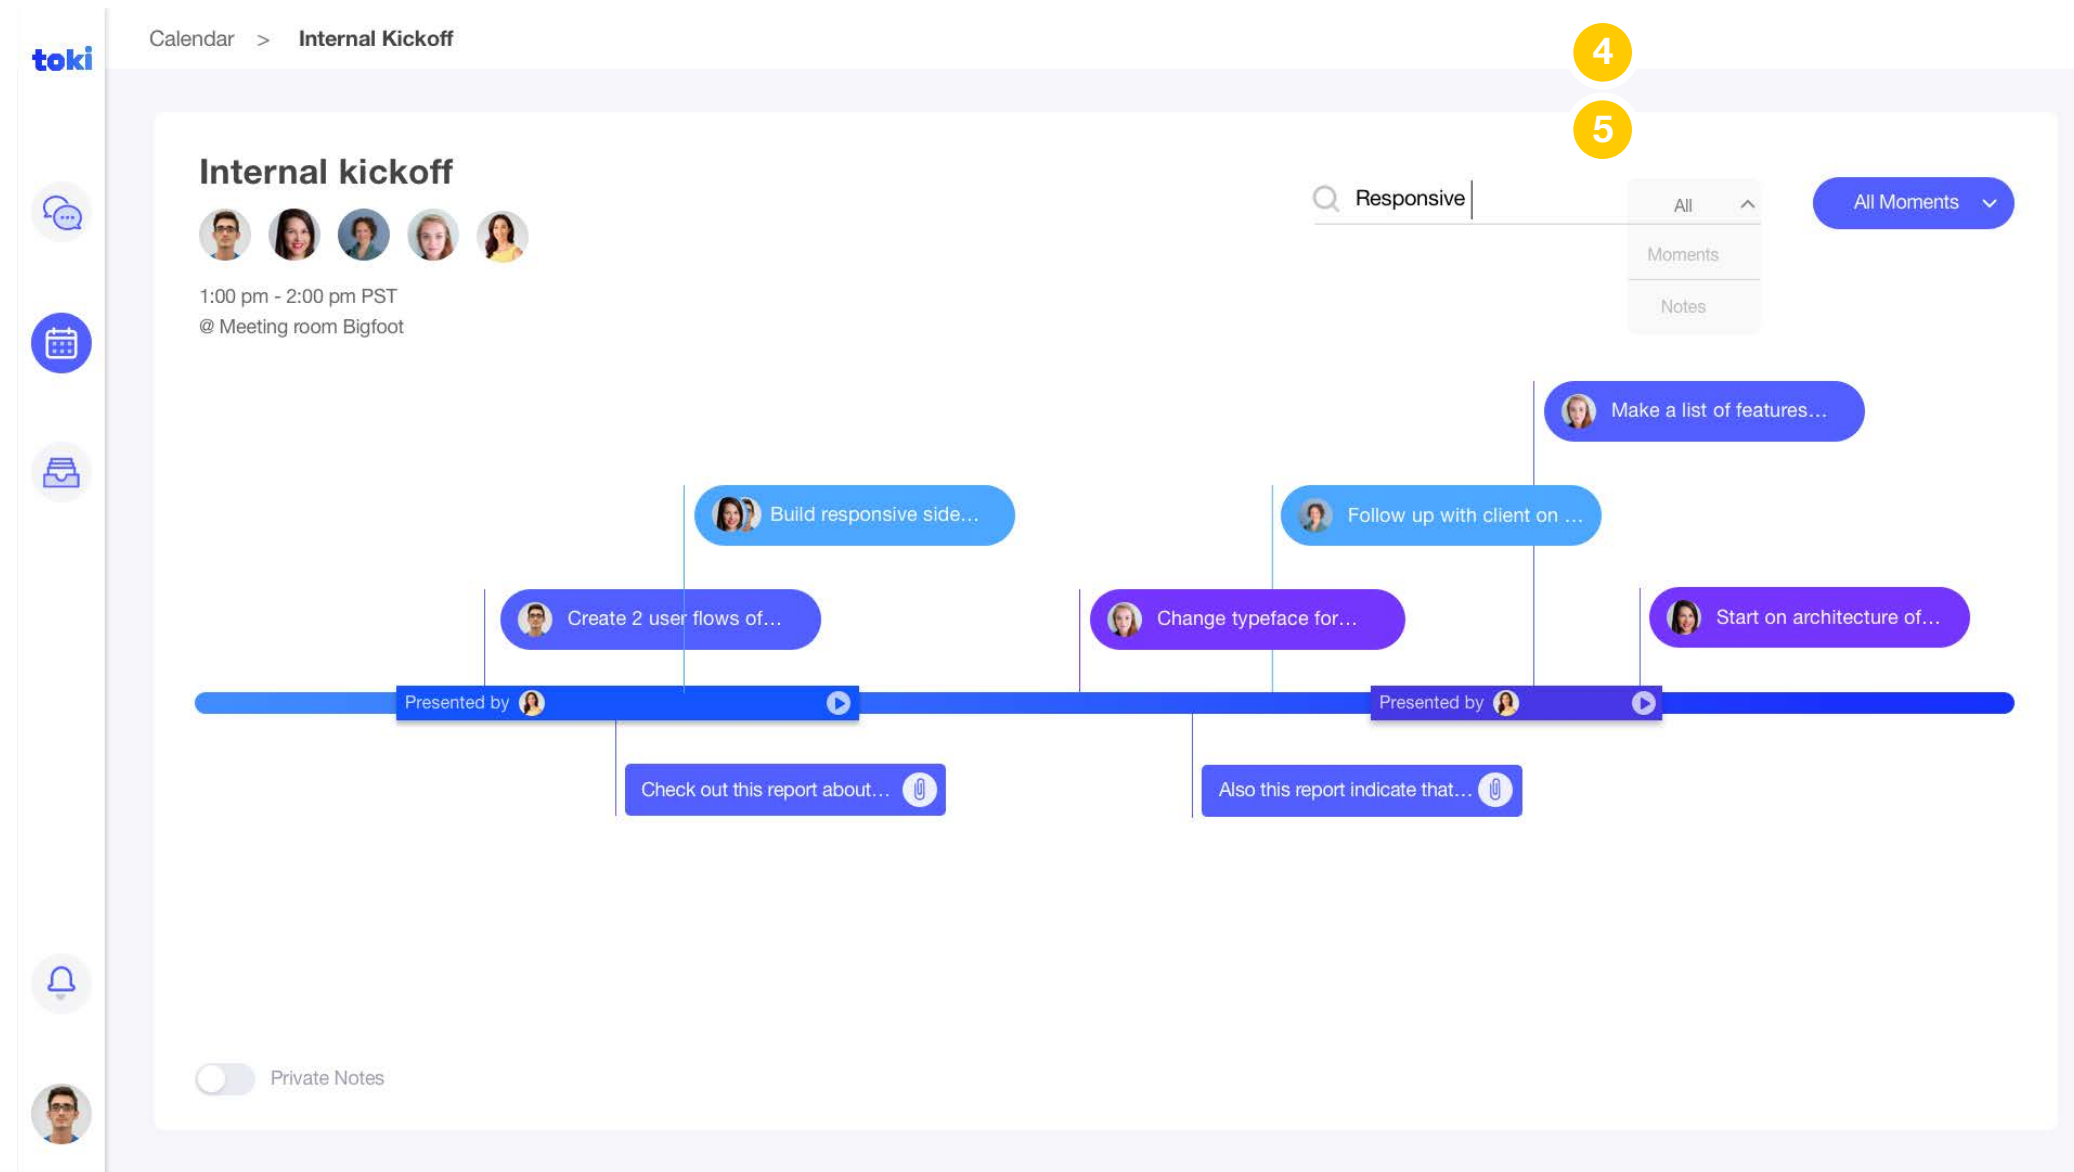 toki
Calendar > Internal Kickoff
4
5
Internal kickoff
1:00 pm - 2:00 pm PST
@ Meeting room Bigfoot
Responsive
All
Moments
Notes
All Moments
Make a list of features...
Build responsive side...
Follow up with client on ...
Create 2 user flows of...
Change typeface for...
Start on architecture of...
Presented by
Presented by
Check out this report about...
Also this report indicate that...
Private Notes